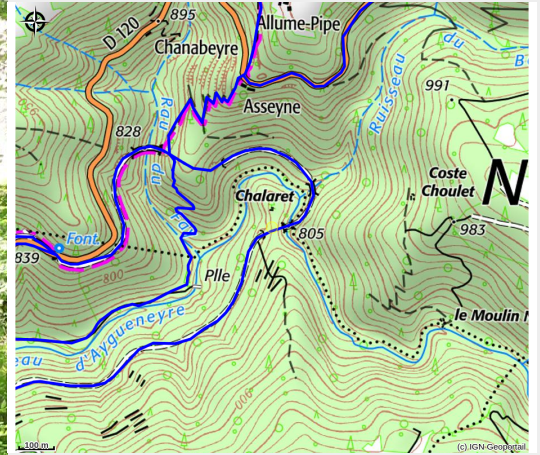 895
Allume-Pipe
D 120
Chanabeyre
du
Ruisseau
991
Asseyne
Rau
828
du
Coste
Choulet
N
Chalaret
Font
805
983
839
800
Plle
le Moulin N
d'Aygueneyre
eau
900
100 m
(c) IGN Geoportail